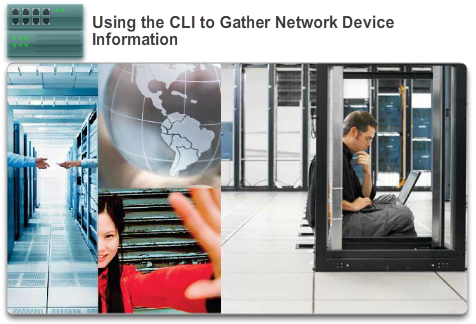 Using the CLI to Gather Network Device
Information